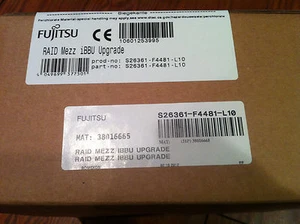 FUJITSU
CE
10601253995
RAID Mezz iBBU Upgrade
prod-no: S26361-F4481-L10
part-no: S26361-F4481-L10
FUJITSU
S26361-F4481-L10
MAT: 38016665
RAID MEZZ IBBU UPGRADE
RAID MEZZ IBBU UPGRADE